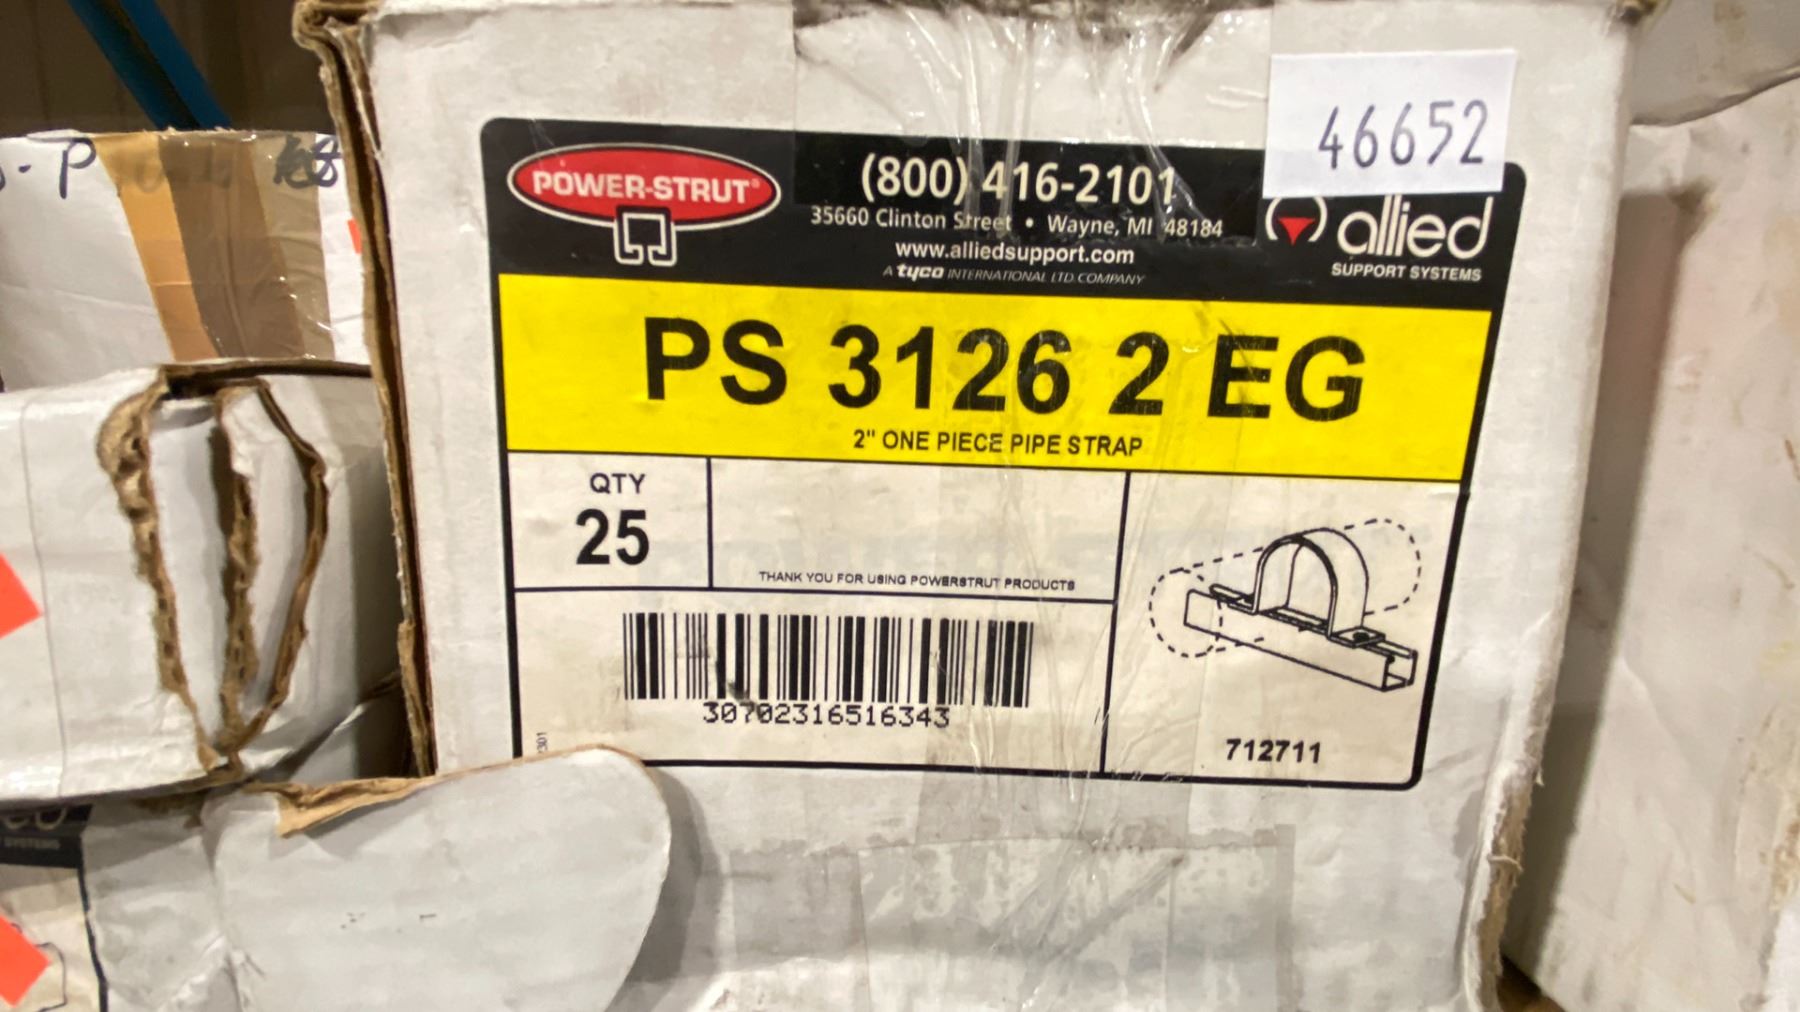 46652
POWER-STRUT®
(800) 416-2101
35660 Clinton Street • Wayne, MI 48184
www.alliedsupport.com
A tyco INTERNATIONAL LTD. COMPANY
allied
SUPPORT SYSTEMS
PS 3126 2 EG
2" ONE PIECE PIPE STRAP
QTY
25
THANK YOU FOR USING POWERSTRUT PRODUCTS
30702316516343
712711
SYSTEMS